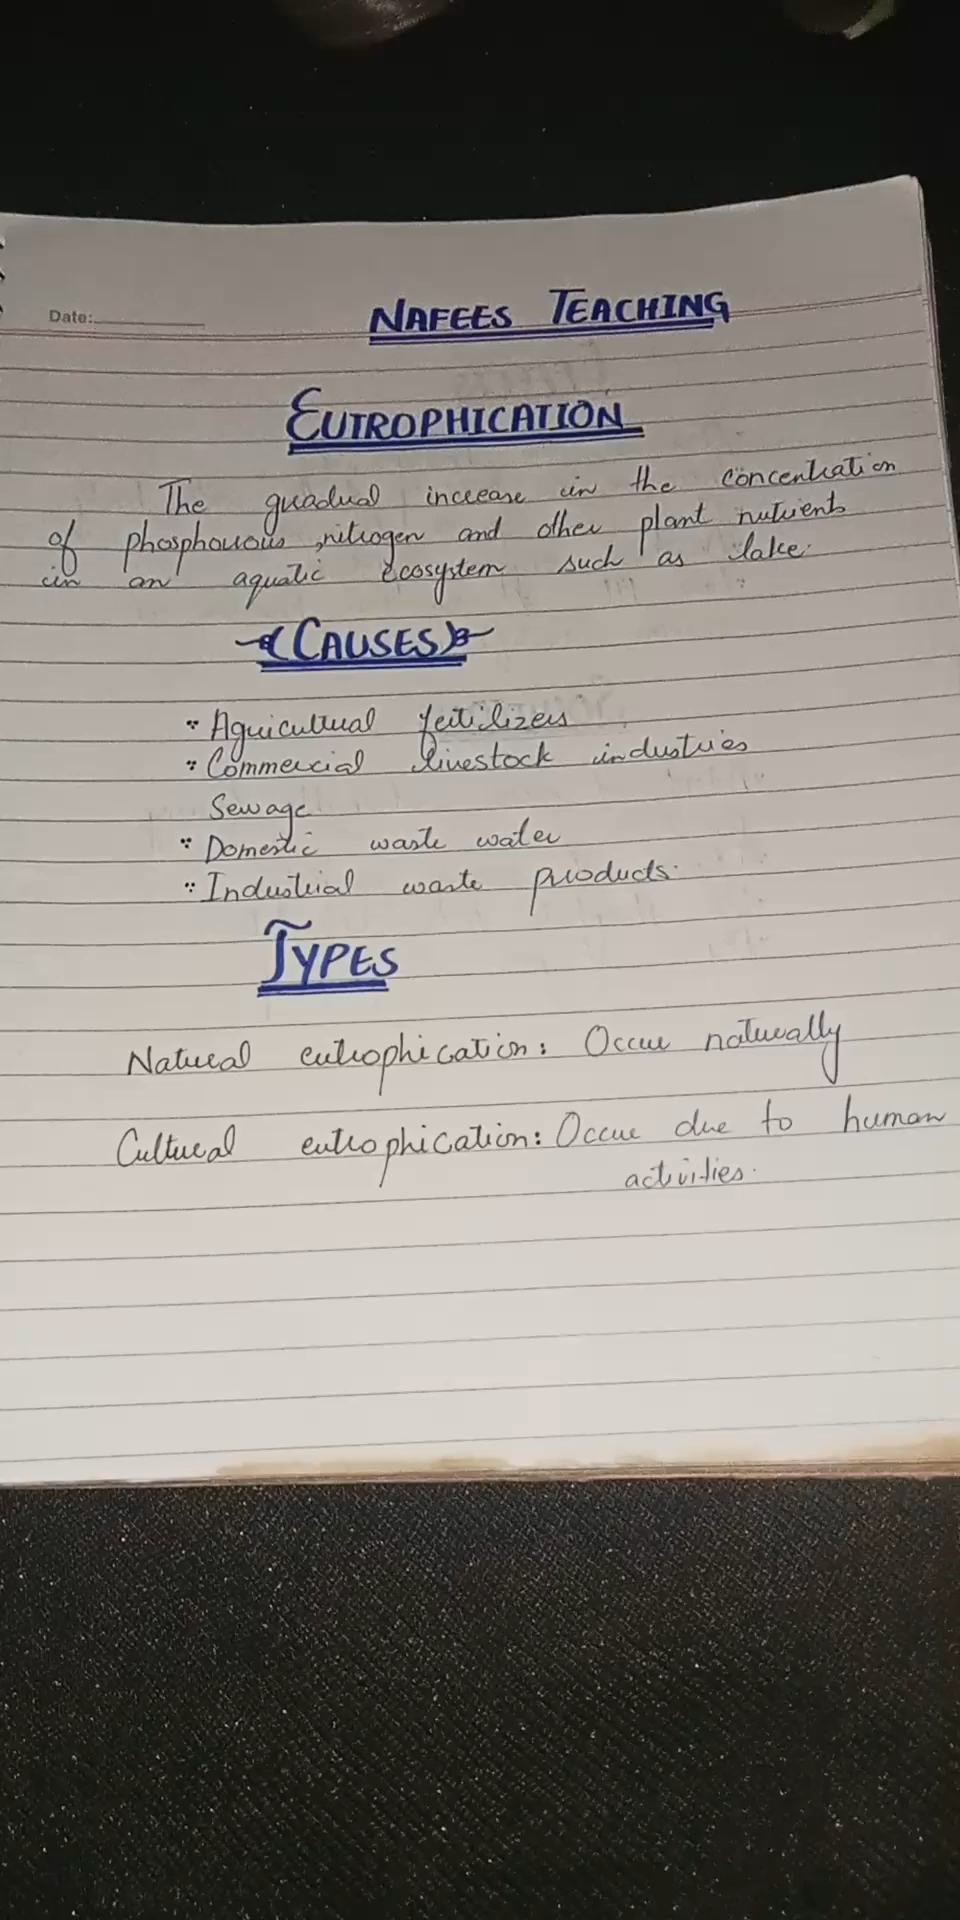 Date:
NAFEES TEACHING
EUTROPHICATION
The gradual increase in the concentration
of phosphorous, nitrogen and other plant nutrients
in an aquatic ecosystem such as lake.
CAUSES
Agricultural fertilizers
Commercial livestock industries
Sewage
Domestic waste water
Industrial waste products.
TYPES
Natural eutrophication: Occur naturally
Cultural eutrophication: Occur due to human
activities.